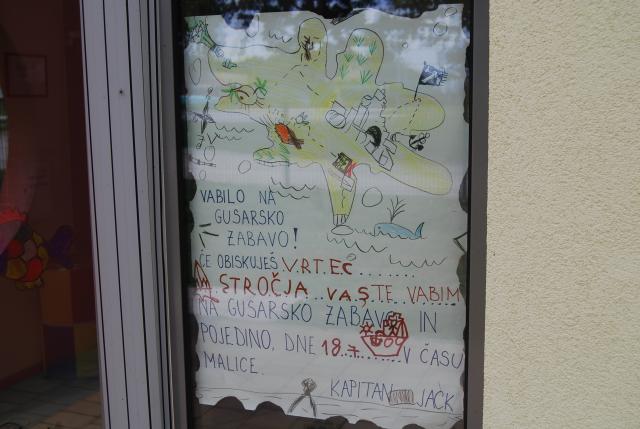 VABILO NA
GUSARSKO
ZABAVO!
ČE OBISKUJEŠ VRTEC
STROČJA VAS TE VABIM
NA GUSARSKO ZABAVO IN
POJEDINO, DNE 18.7. V ČASU
MALICE.
KAPITAN JACK